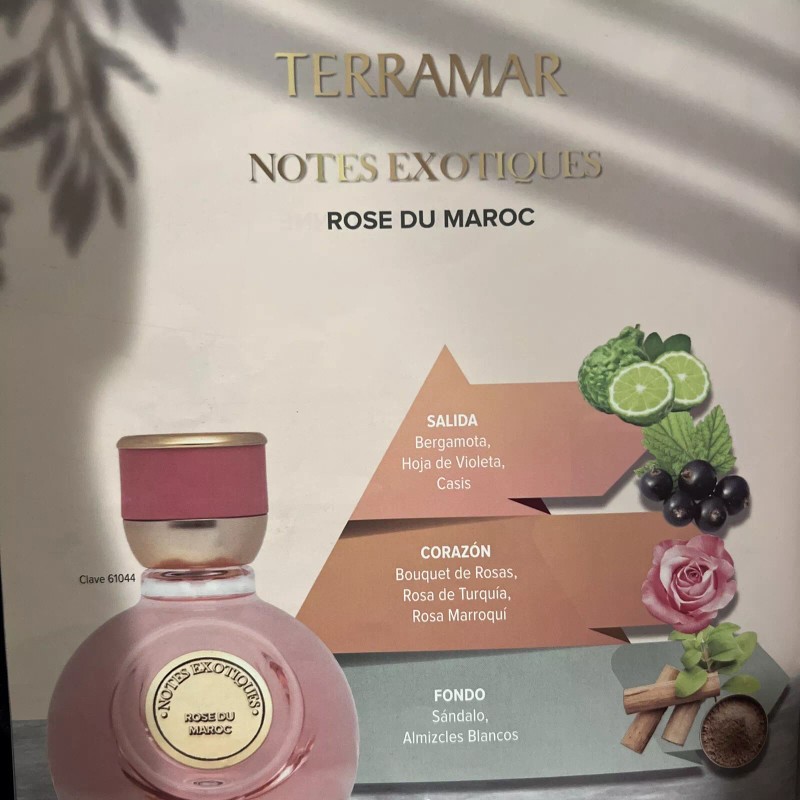 TERRAMAR
NOTES EXOTIQUES
ROSE DU MAROC
SALIDA
Bergamota,
Hoja de Violeta,
Casis
CORAZÓN
Bouquet de Rosas,
Rosa de Turquía,
Rosa Marroquí
Clave 61044
FONDO
Sándalo,
Almizcles Blancos
• NOTES EXOTIQUES •
ROSE DU
MAROC